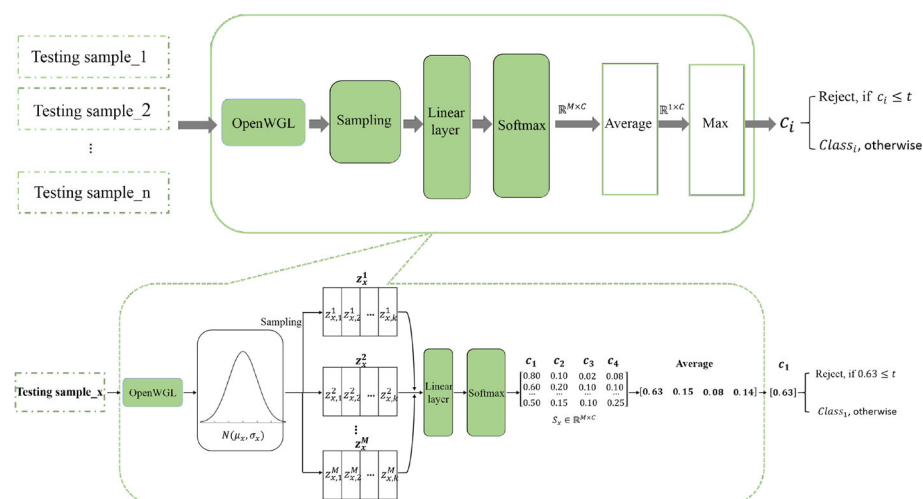 Testing sample_1
Testing sample_2
⋮
Testing sample_n
OpenWGL
Sampling
Linear
layer
Softmax
ℝ^{M×C}
Average
ℝ^{1×C}
Max
c_i
Reject, if c_i ≤ t
Class_i, otherwise
Testing sample_x
OpenWGL
N(μ_x, σ_x)
Sampling
z_x^1
z_{x,1}^1 z_{x,2}^1 ... z_{x,k}^1
z_x^2
z_{x,1}^2 z_{x,2}^2 ... z_{x,k}^2
⋮
z_x^M
z_{x,1}^M z_{x,2}^M ... z_{x,k}^M
Linear
layer
Softmax
c_1 c_2 c_3 c_4
0.80 0.10 0.02 0.08
0.60 0.20 0.10 0.10
... ... ... ...
0.50 0.15 0.10 0.25
S_x ∈ ℝ^{M×C}
Average
[0.63 0.15 0.08 0.14]
c_1
[0.63]
Reject, if 0.63 ≤ t
Class_1, otherwise